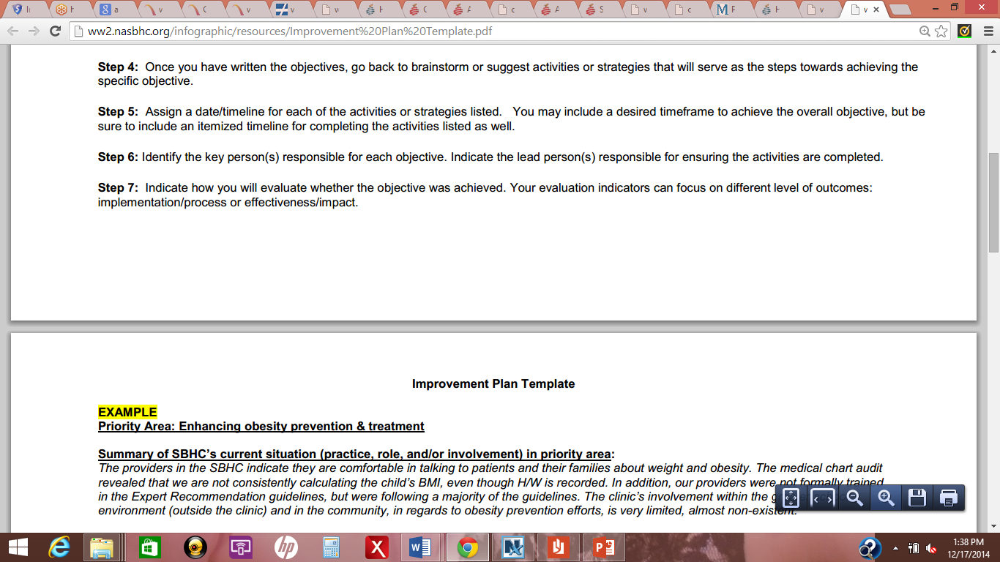 ww2.nasbhc.org/infographic/resources/Improvement%20Plan%20Template.pdf
Step 4: Once you have written the objectives, go back to brainstorm or suggest activities or strategies that will serve as the steps towards achieving the
specific objective.
Step 5: Assign a date/timeline for each of the activities or strategies listed. You may include a desired timeframe to achieve the overall objective, but be
sure to include an itemized timeline for completing the activities listed as well.
Step 6: Identify the key person(s) responsible for each objective. Indicate the lead person(s) responsible for ensuring the activities are completed.
Step 7: Indicate how you will evaluate whether the objective was achieved. Your evaluation indicators can focus on different level of outcomes:
implementation/process or effectiveness/impact.
Improvement Plan Template
EXAMPLE
Priority Area: Enhancing obesity prevention & treatment
Summary of SBHC's current situation (practice, role, and/or involvement) in priority area:
The providers in the SBHC indicate they are comfortable in talking to patients and their families about weight and obesity. The medical chart audit
revealed that we are not consistently calculating the child's BMI, even though H/W is recorded. In addition, our providers were not formally trained
in the Expert Recommendation guidelines, but were following a majority of the guidelines. The clinic's involvement within the
environment (outside the clinic) and in the community, in regards to obesity prevention efforts, is very limited, almost non-existent.
1:38 PM
12/17/2014